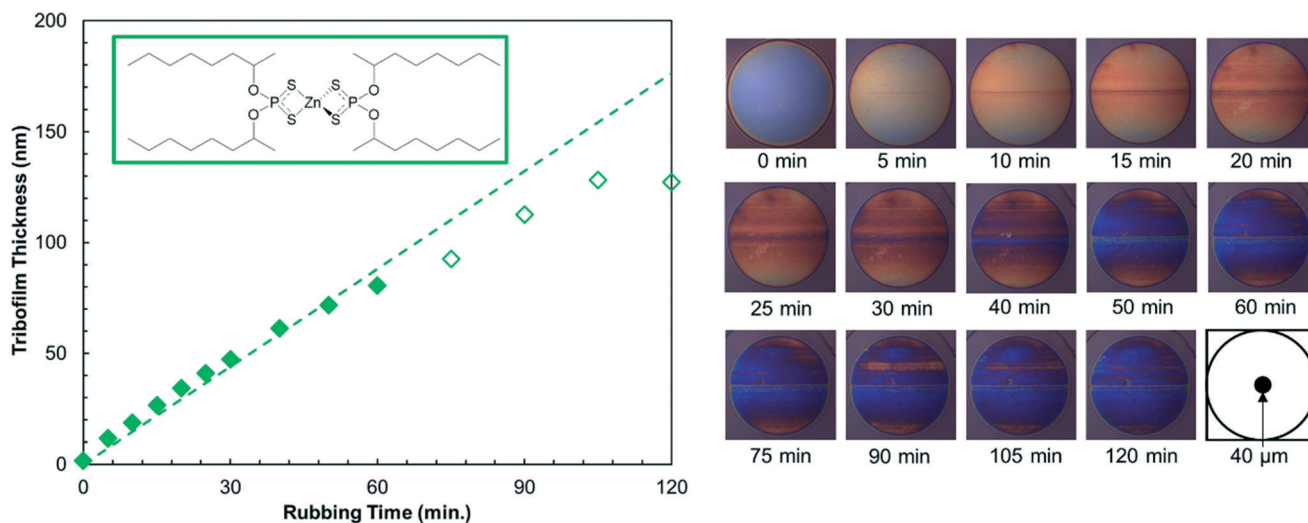 200
150
100
50
0
Tribofilm Thickness (nm)
0 30 60 90 120
Rubbing Time (min.)
O S S O
P Zn P
O S S O
0 min 5 min 10 min 15 min 20 min
25 min 30 min 40 min 50 min 60 min
75 min 90 min 105 min 120 min 40 µm